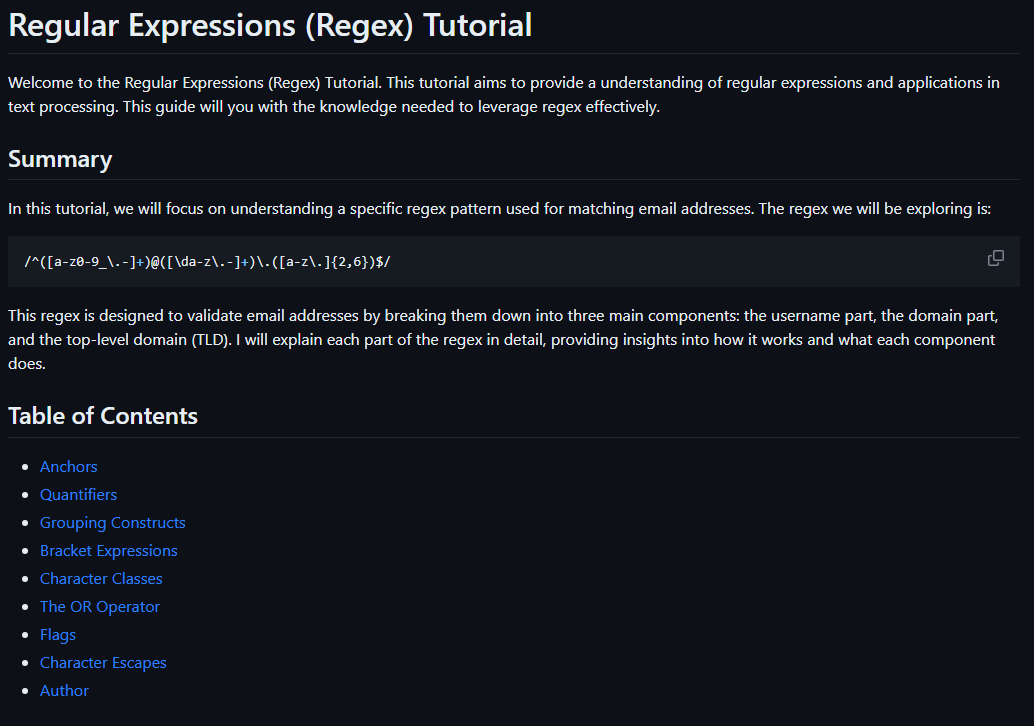 Regular Expressions (Regex) Tutorial
Welcome to the Regular Expressions (Regex) Tutorial. This tutorial aims to provide a understanding of regular expressions and applications in
text processing. This guide will you with the knowledge needed to leverage regex effectively.
Summary
In this tutorial, we will focus on understanding a specific regex pattern used for matching email addresses. The regex we will be exploring is:
/^([a-z0-9_\.-]+)@([\da-z\.-]+)\.([a-z\.]{2,6})$/
This regex is designed to validate email addresses by breaking them down into three main components: the username part, the domain part,
and the top-level domain (TLD). I will explain each part of the regex in detail, providing insights into how it works and what each component
does.
Table of Contents
Anchors
Quantifiers
Grouping Constructs
Bracket Expressions
Character Classes
The OR Operator
Flags
Character Escapes
Author